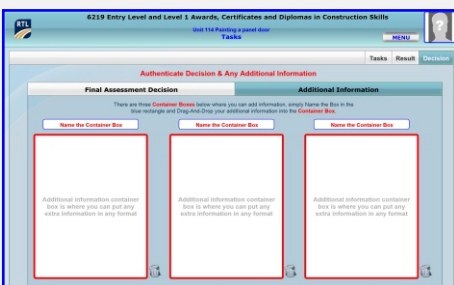 RTL
6219 Entry Level and Level 1 Awards, Certificates and Diplomas in Construction Skills
Unit 114 Painting a panel door
Tasks
MENU
?
Tasks Result Decision
Authenticate Decision & Any Additional Information
Final Assessment Decision Additional Information
There are three Container Boxes below where you can add information, simply Name the Box in the
blue rectangle and Drag-And-Drop your additional information into the Container Box.
Name the Container Box Name the Container Box Name the Container Box
Additional information container Additional information container Additional information container
box is where you can put any box is where you can put any box is where you can put any
extra information in any format extra information in any format extra information in any format